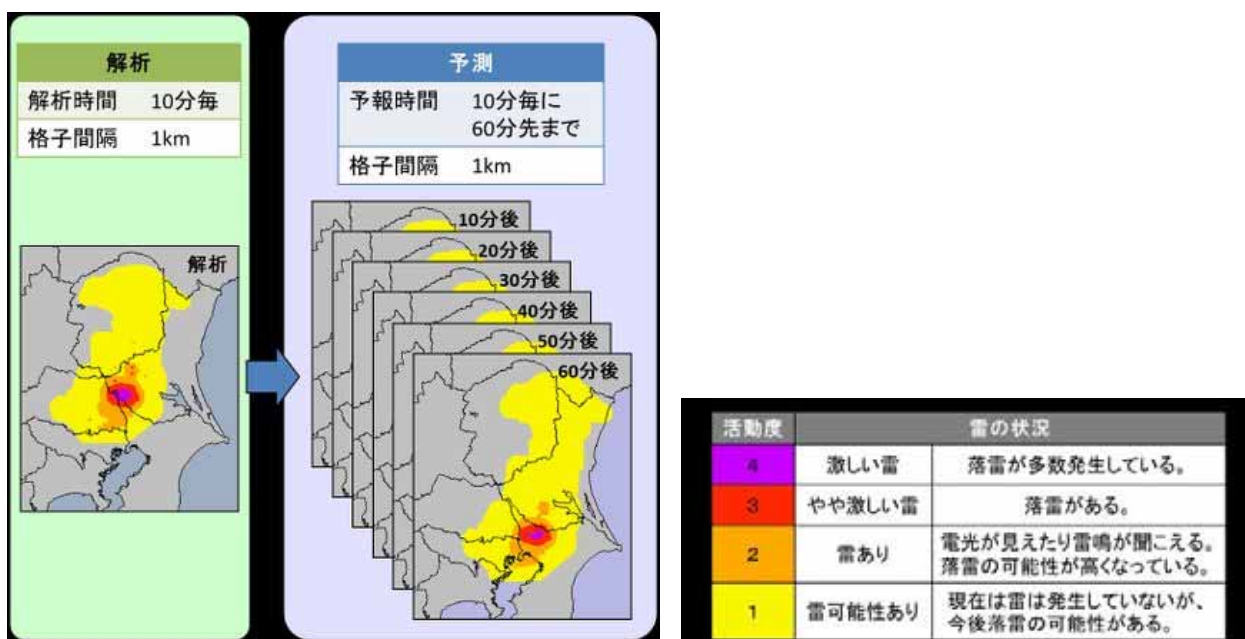 解析
解析時間 10分毎
格子間隔 1km
解析
予測
予報時間 10分毎に
60分先まで
格子間隔 1km
10分後
20分後
30分後
40分後
50分後
60分後
活動度 雷の状況
4 激しい雷 落雷が多数発生している。
3 やや激しい雷 落雷がある。
2 雷あり 電光が見えたり雷鳴が聞こえる。
落雷の可能性が高くなっている。
1 雷可能性あり 現在は雷は発生していないが、
今後落雷の可能性がある。